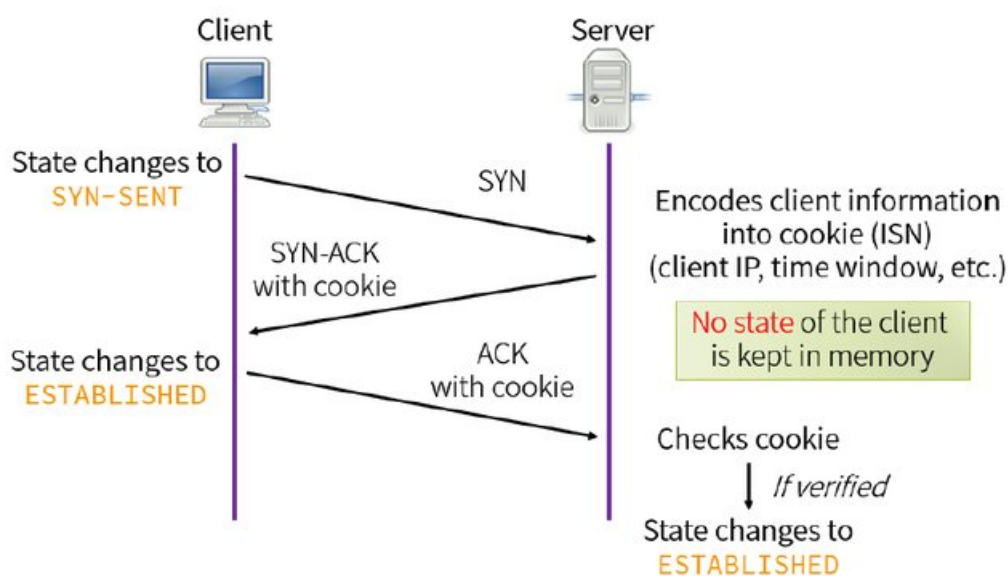 Client
Server
State changes to
SYN-SENT
SYN
Encodes client information
into cookie (ISN)
(client IP, time window, etc.)
SYN-ACK
with cookie
No state of the client
is kept in memory
State changes to
ESTABLISHED
ACK
with cookie
Checks cookie
If verified
State changes to
ESTABLISHED